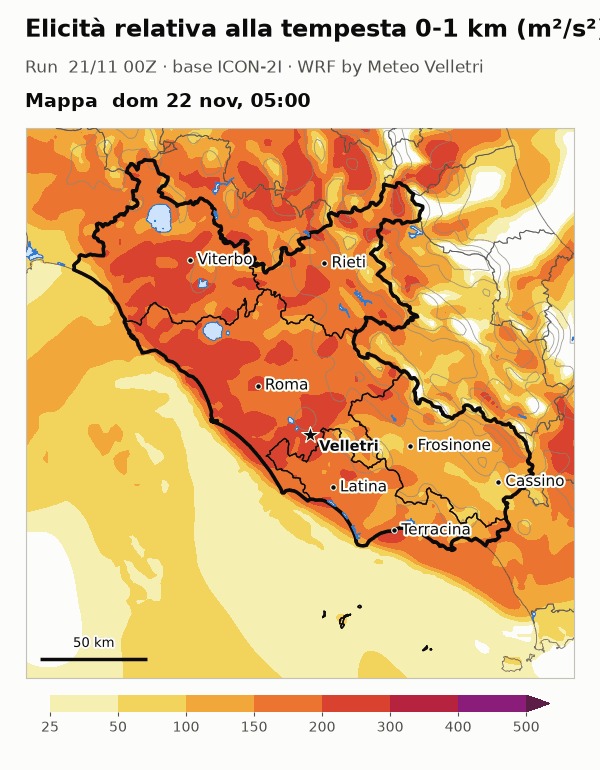 Elicità relativa alla tempesta 0-1 km (m²/s²)
Run 21/11 00Z · base ICON-2I · WRF by Meteo Velletri
Mappa dom 22 nov, 05:00
Viterbo
Rieti
Roma
Velletri
Frosinone
Cassino
Latina
Terracina
50 km
25 50 100 150 200 300 400 500